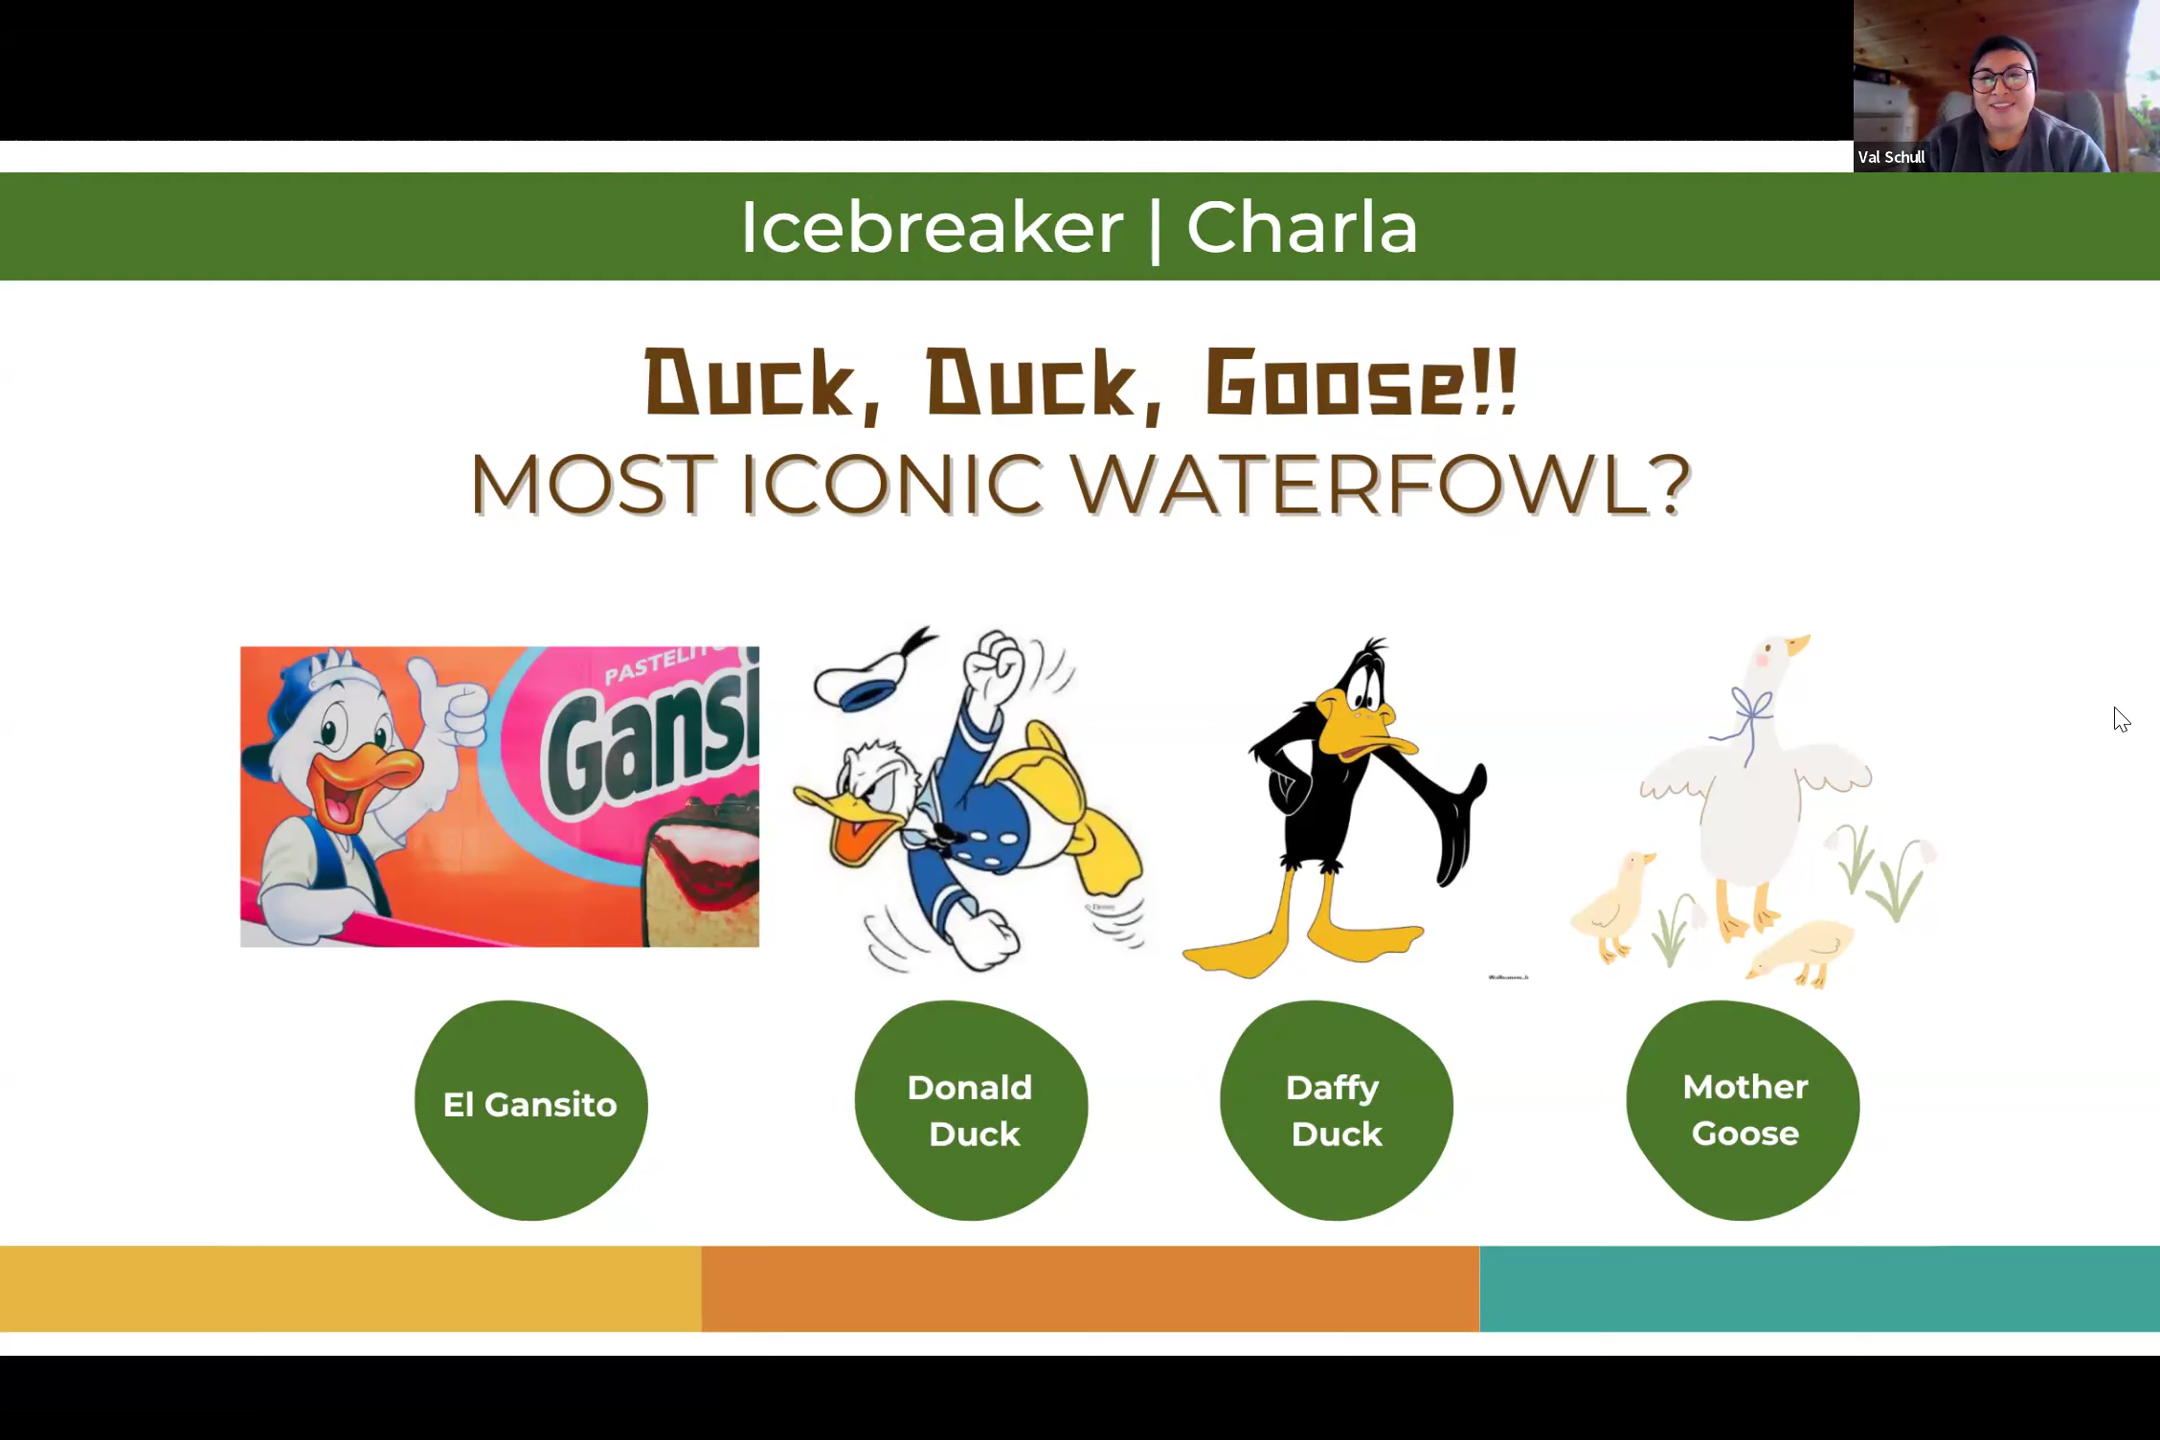 Val Schull
Icebreaker | Charla
Duck, Duck, Goose!!
MOST ICONIC WATERFOWL?
PASTELITO
Gansi
© Disney
El Gansito
Donald
Duck
Daffy
Duck
Mother
Goose